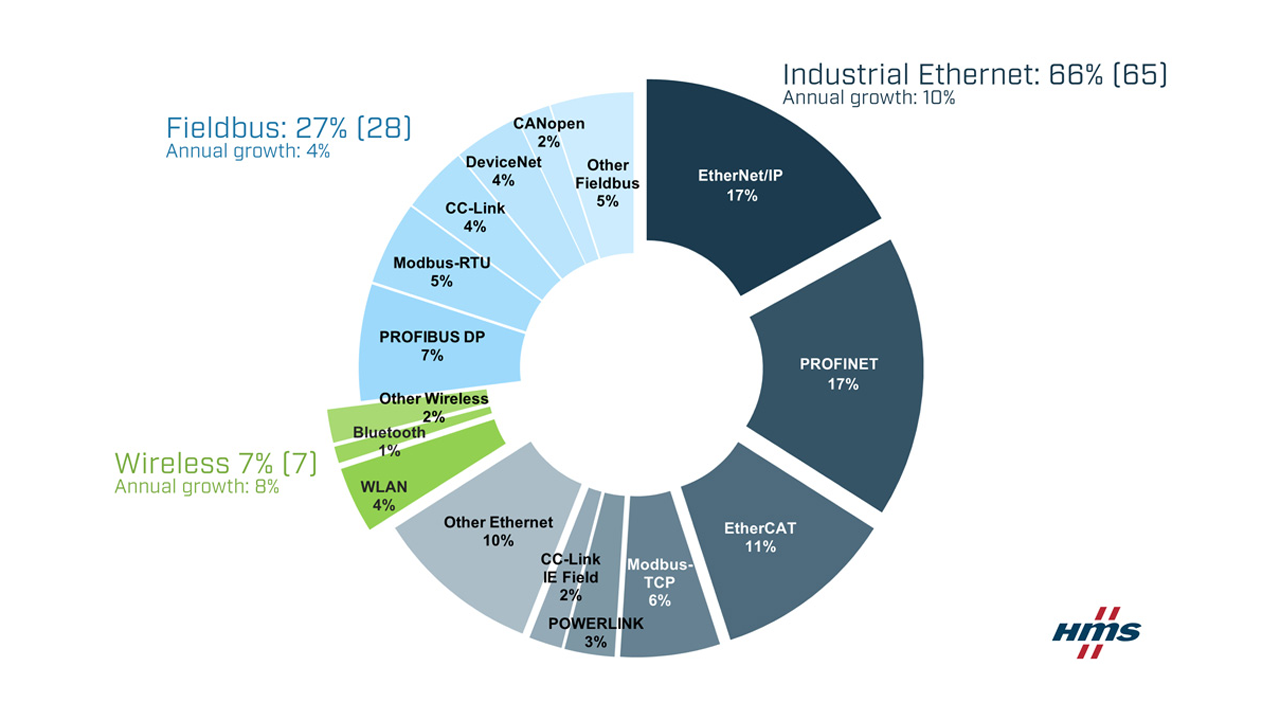 Industrial Ethernet: 66% (65)
Annual growth: 10%
Fieldbus: 27% (28)
Annual growth: 4%
Wireless 7% (7)
Annual growth: 8%
EtherNet/IP
17%
PROFINET
17%
EtherCAT
11%
Modbus-
TCP
6%
POWERLINK
3%
CC-Link
IE Field
2%
Other Ethernet
10%
WLAN
4%
Bluetooth
1%
Other Wireless
2%
PROFIBUS DP
7%
Modbus-RTU
5%
CC-Link
4%
DeviceNet
4%
CANopen
2%
Other
Fieldbus
5%
HMS